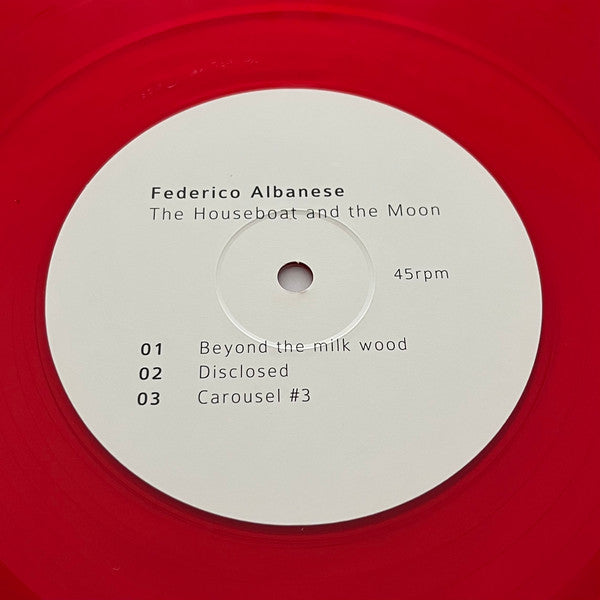 Federico Albanese
The Houseboat and the Moon
45rpm
01 Beyond the milk wood
02 Disclosed
03 Carousel #3